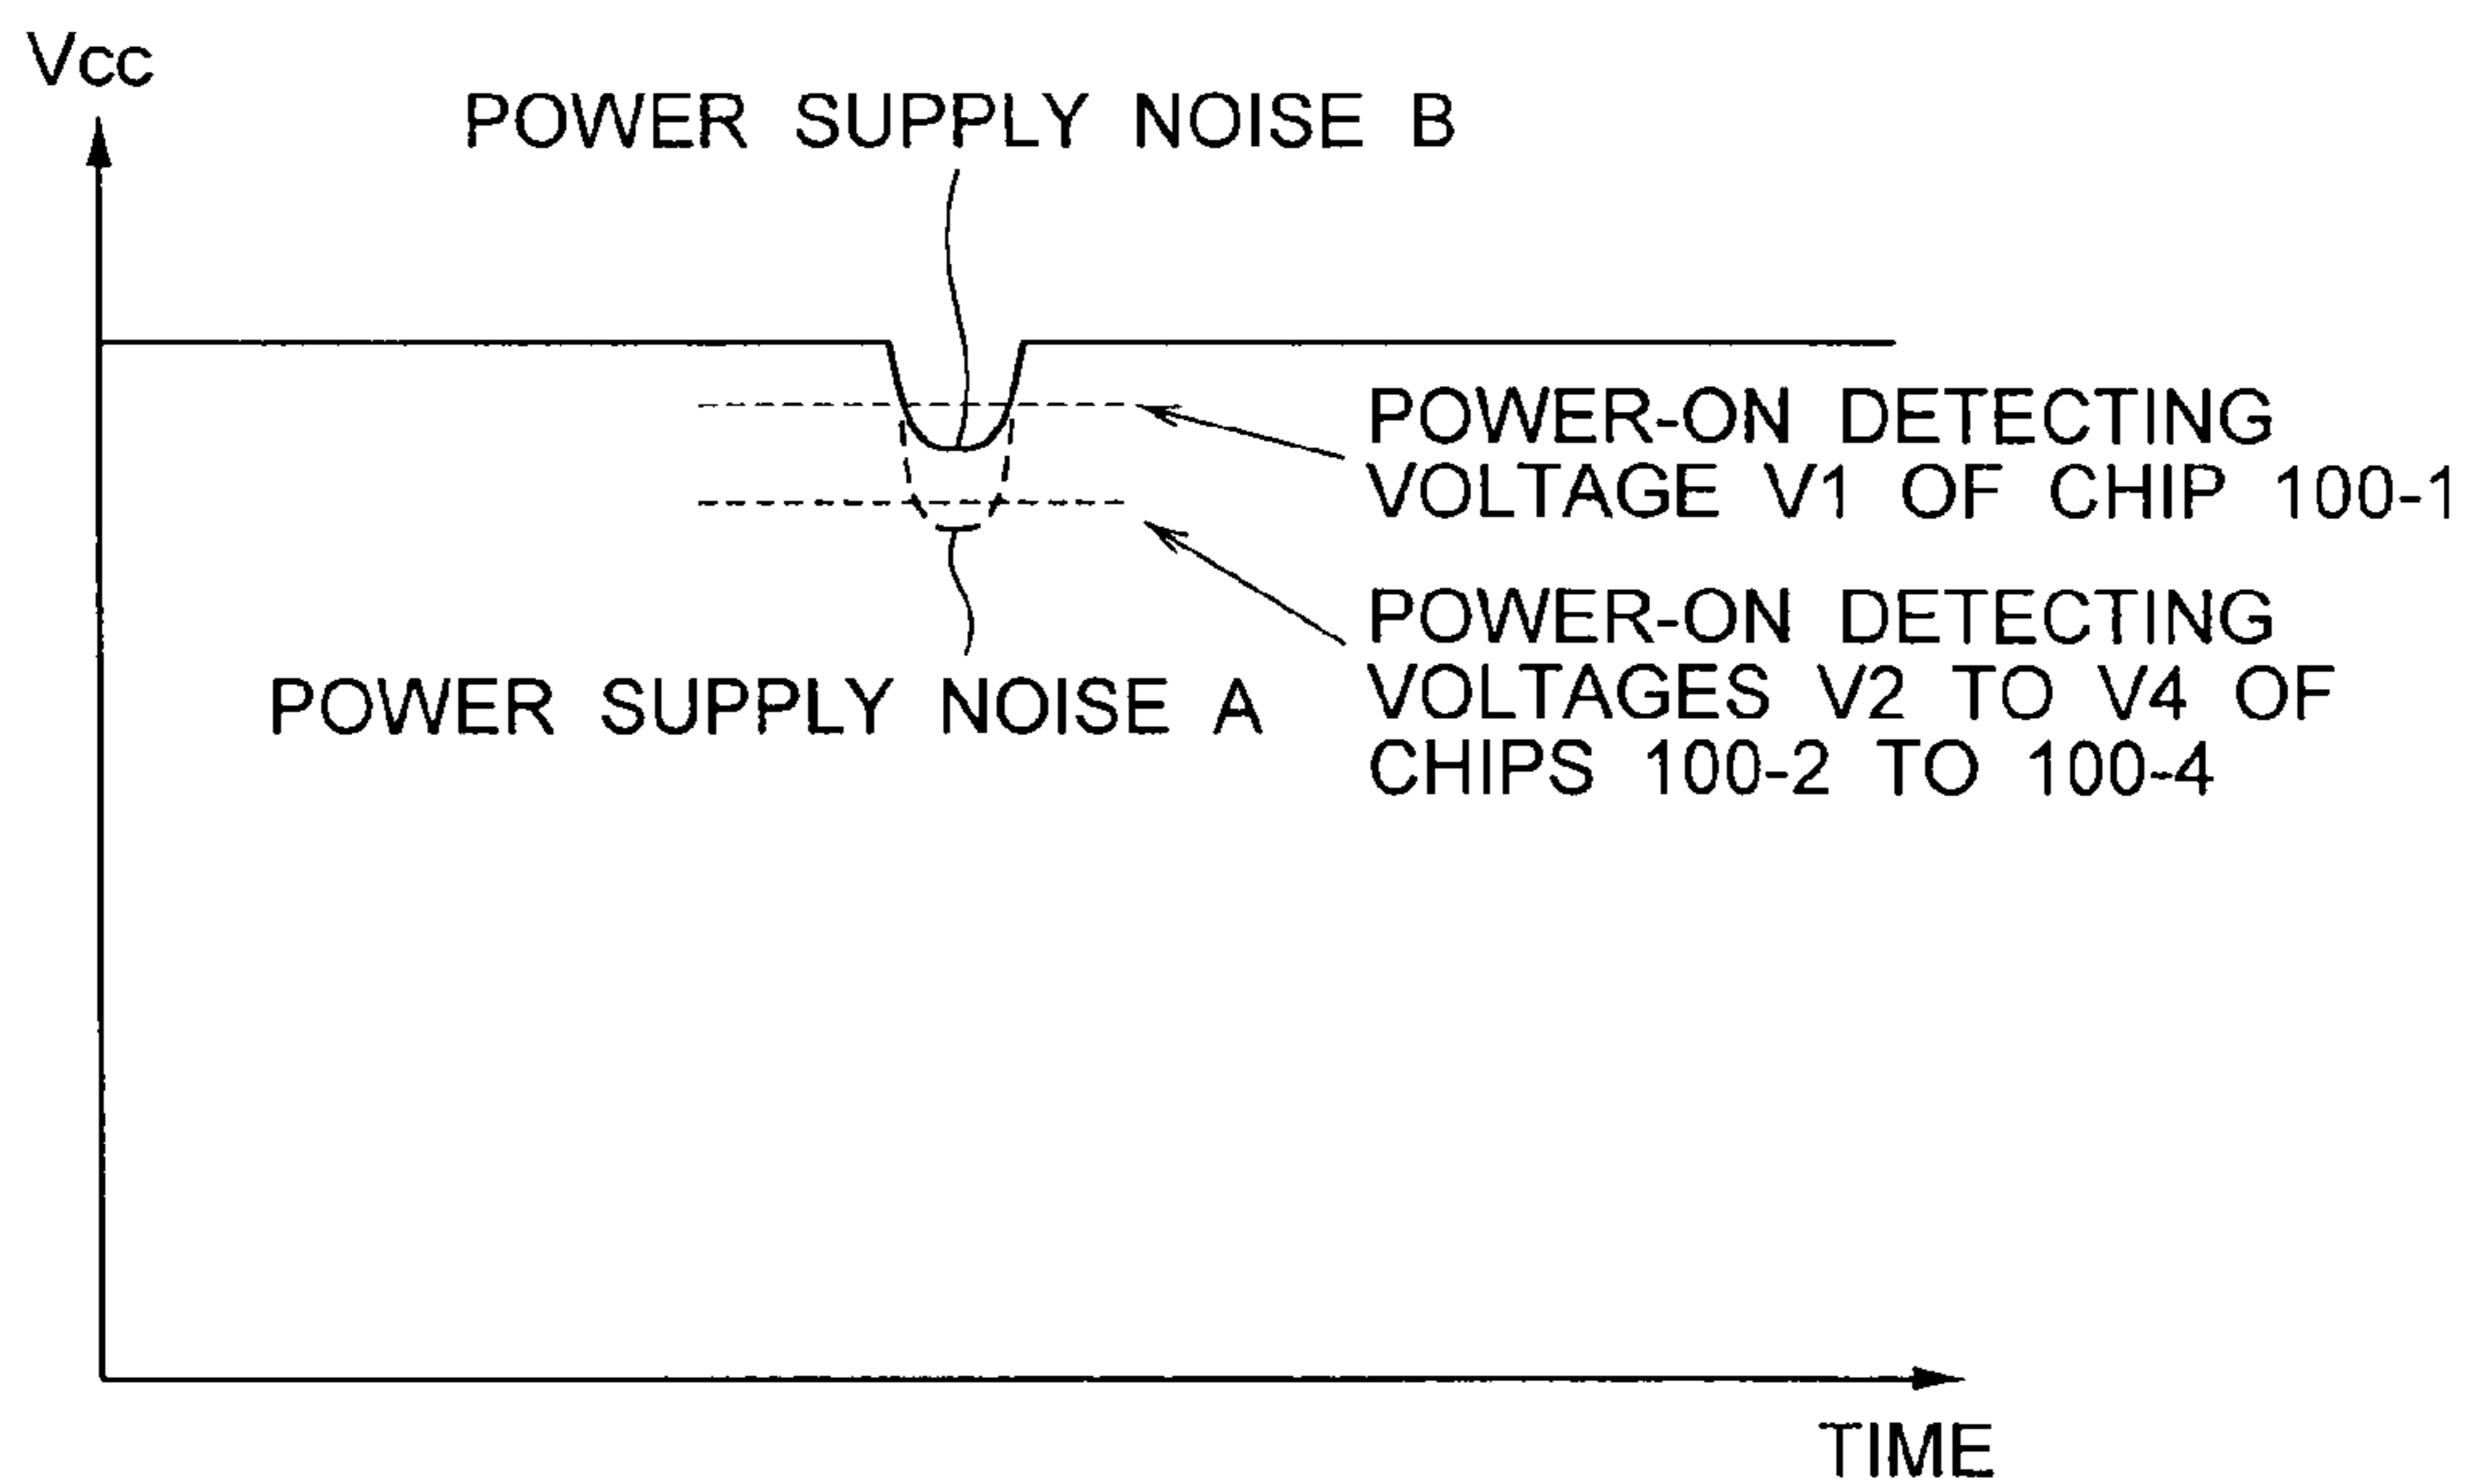 Vcc
POWER SUPPLY NOISE B
POWER-ON DETECTING
VOLTAGE V1 OF CHIP 100-1
POWER-ON DETECTING
VOLTAGES V2 TO V4 OF
CHIPS 100-2 TO 100-4
POWER SUPPLY NOISE A
TIME